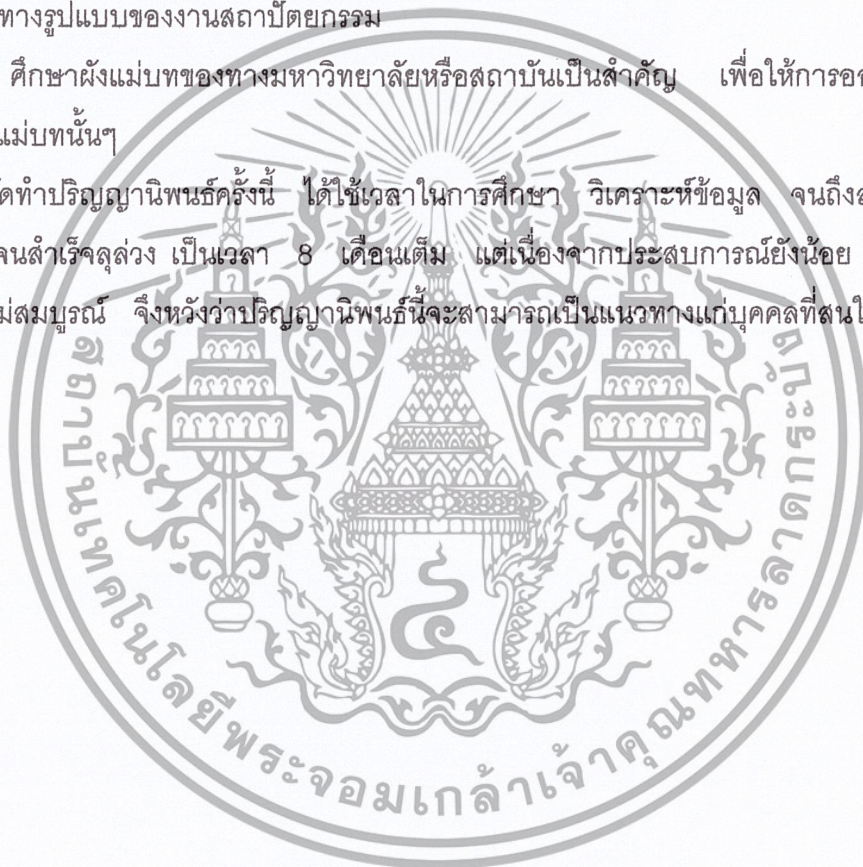 ทางรูปแบบของงานสถาปัตยกรรม
ศึกษาผังแม่บทของทางมหาวิทยาลัยหรือสถาบันเป็นสำคัญ เพื่อให้การออ
แม่บทนั้นๆ
จัดทำปริญญานิพนธ์ครั้งนี้ ได้ใช้เวลาในการศึกษา วิเคราะห์ข้อมูล จนถึงส
จนสำเร็จลุล่วง เป็นเวลา 8 เดือนเต็ม แต่เนื่องจากประสบการณ์ยังน้อย
ม่สมบูรณ์ จึงหวังว่าปริญญานิพนธ์นี้จะสามารถเป็นแนวทางแก่บุคคลที่สนใ
สถาบันเทคโนโลยีพระจอมเกล้าเจ้าคุณทหารลาดกระบัง
๔